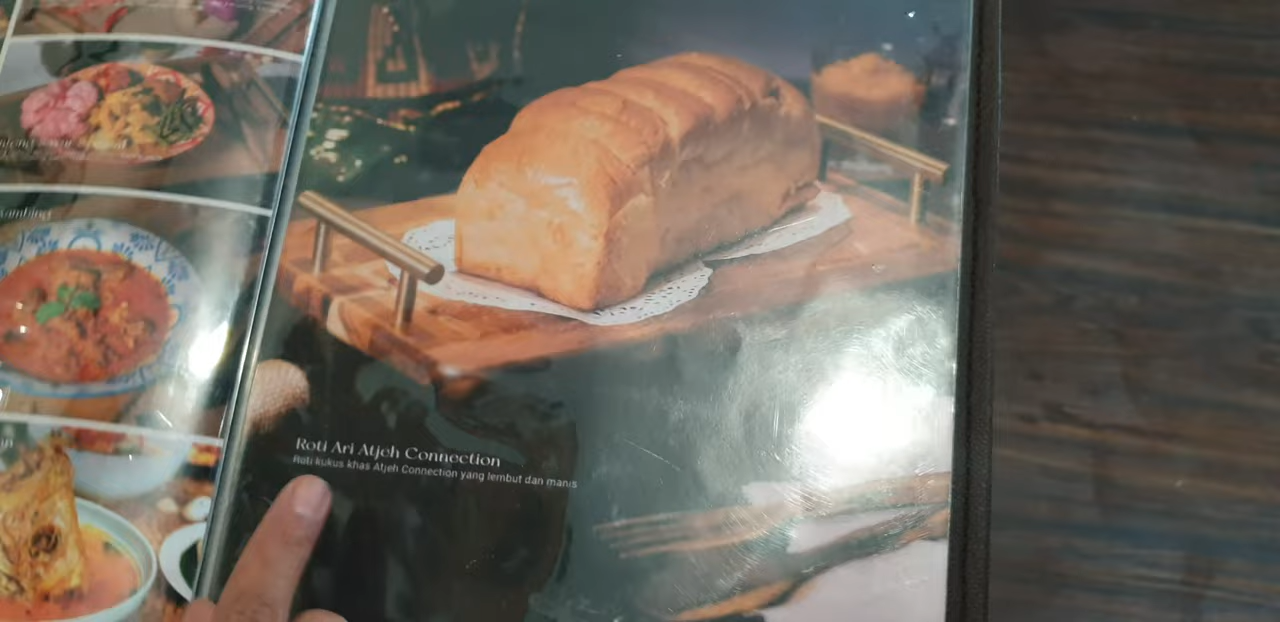 Roti Ari Atjeh Connection
Roti kukus khas Atjeh Connection yang lembut dan manis